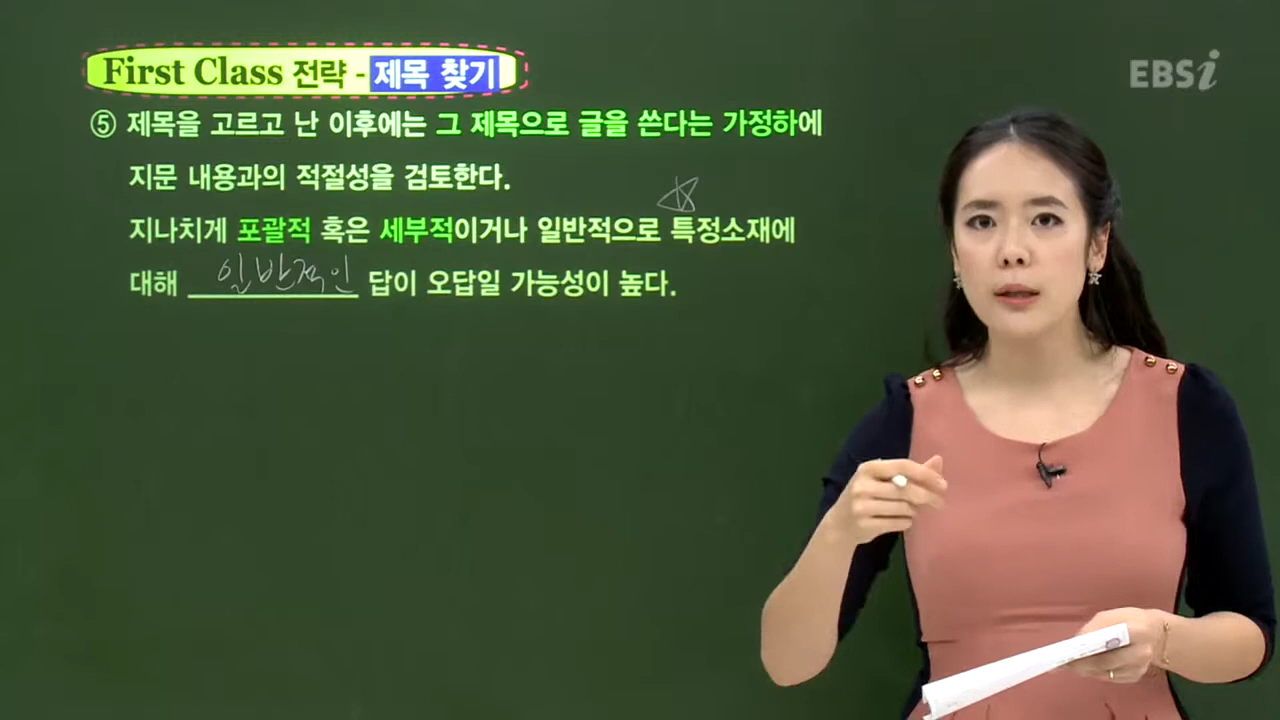 First Class 전략 - 제목 찾기
EBSi
⑤ 제목을 고르고 난 이후에는 그 제목으로 글을 쓴다는 가정하에
지문 내용과의 적절성을 검토한다.
지나치게 포괄적 혹은 세부적이거나 일반적으로 특정소재에
대해 일반적인 답이 오답일 가능성이 높다.